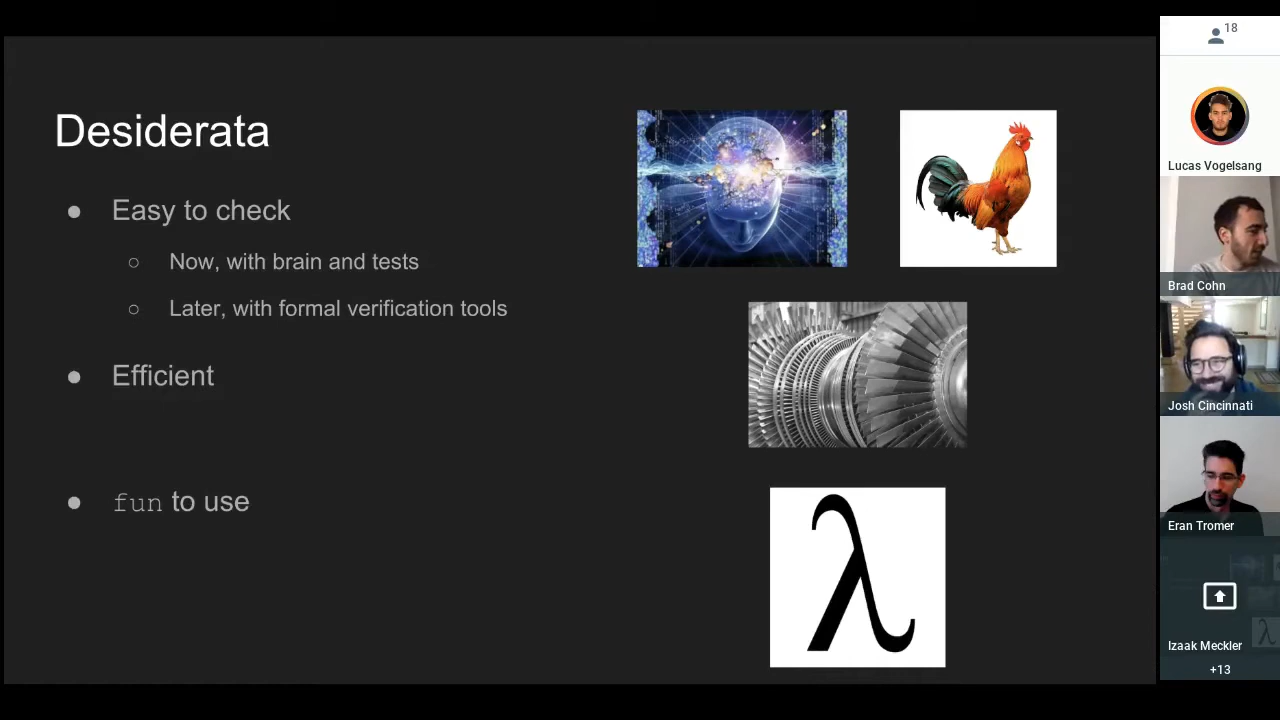 Desiderata
● Easy to check
○ Now, with brain and tests
○ Later, with formal verification tools
● Efficient
● fun to use
λ
18
Lucas Vogelsang
Brad Cohn
Josh Cincinnati
Eran Tromer
Izaak Meckler
+13